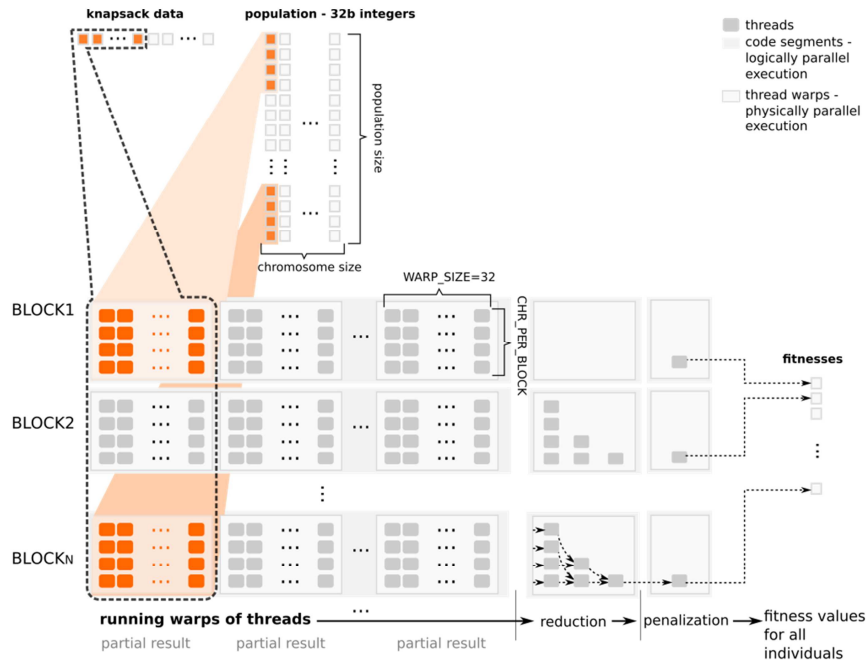 knapsack data
population - 32b integers
threads
code segments -
logically parallel
execution
thread warps -
physically parallel
execution
population size
chromosome size
WARP_SIZE=32
CHR_PER_BLOCK
BLOCK1
BLOCK2
BLOCKN
fitnesses
running warps of threads
reduction
penalization
fitness values
for all
individuals
partial result
partial result
partial result